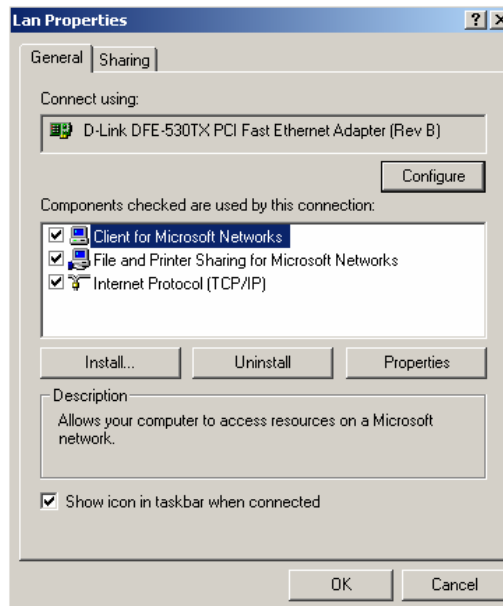 Lan Properties
General
Sharing
Connect using:
D-Link DFE-530TX PCI Fast Ethernet Adapter (Rev B)
Configure
Components checked are used by this connection:
Client for Microsoft Networks
File and Printer Sharing for Microsoft Networks
Internet Protocol (TCP/IP)
Install...
Uninstall
Properties
Description
Allows your computer to access resources on a Microsoft
network.
Show icon in taskbar when connected
OK
Cancel